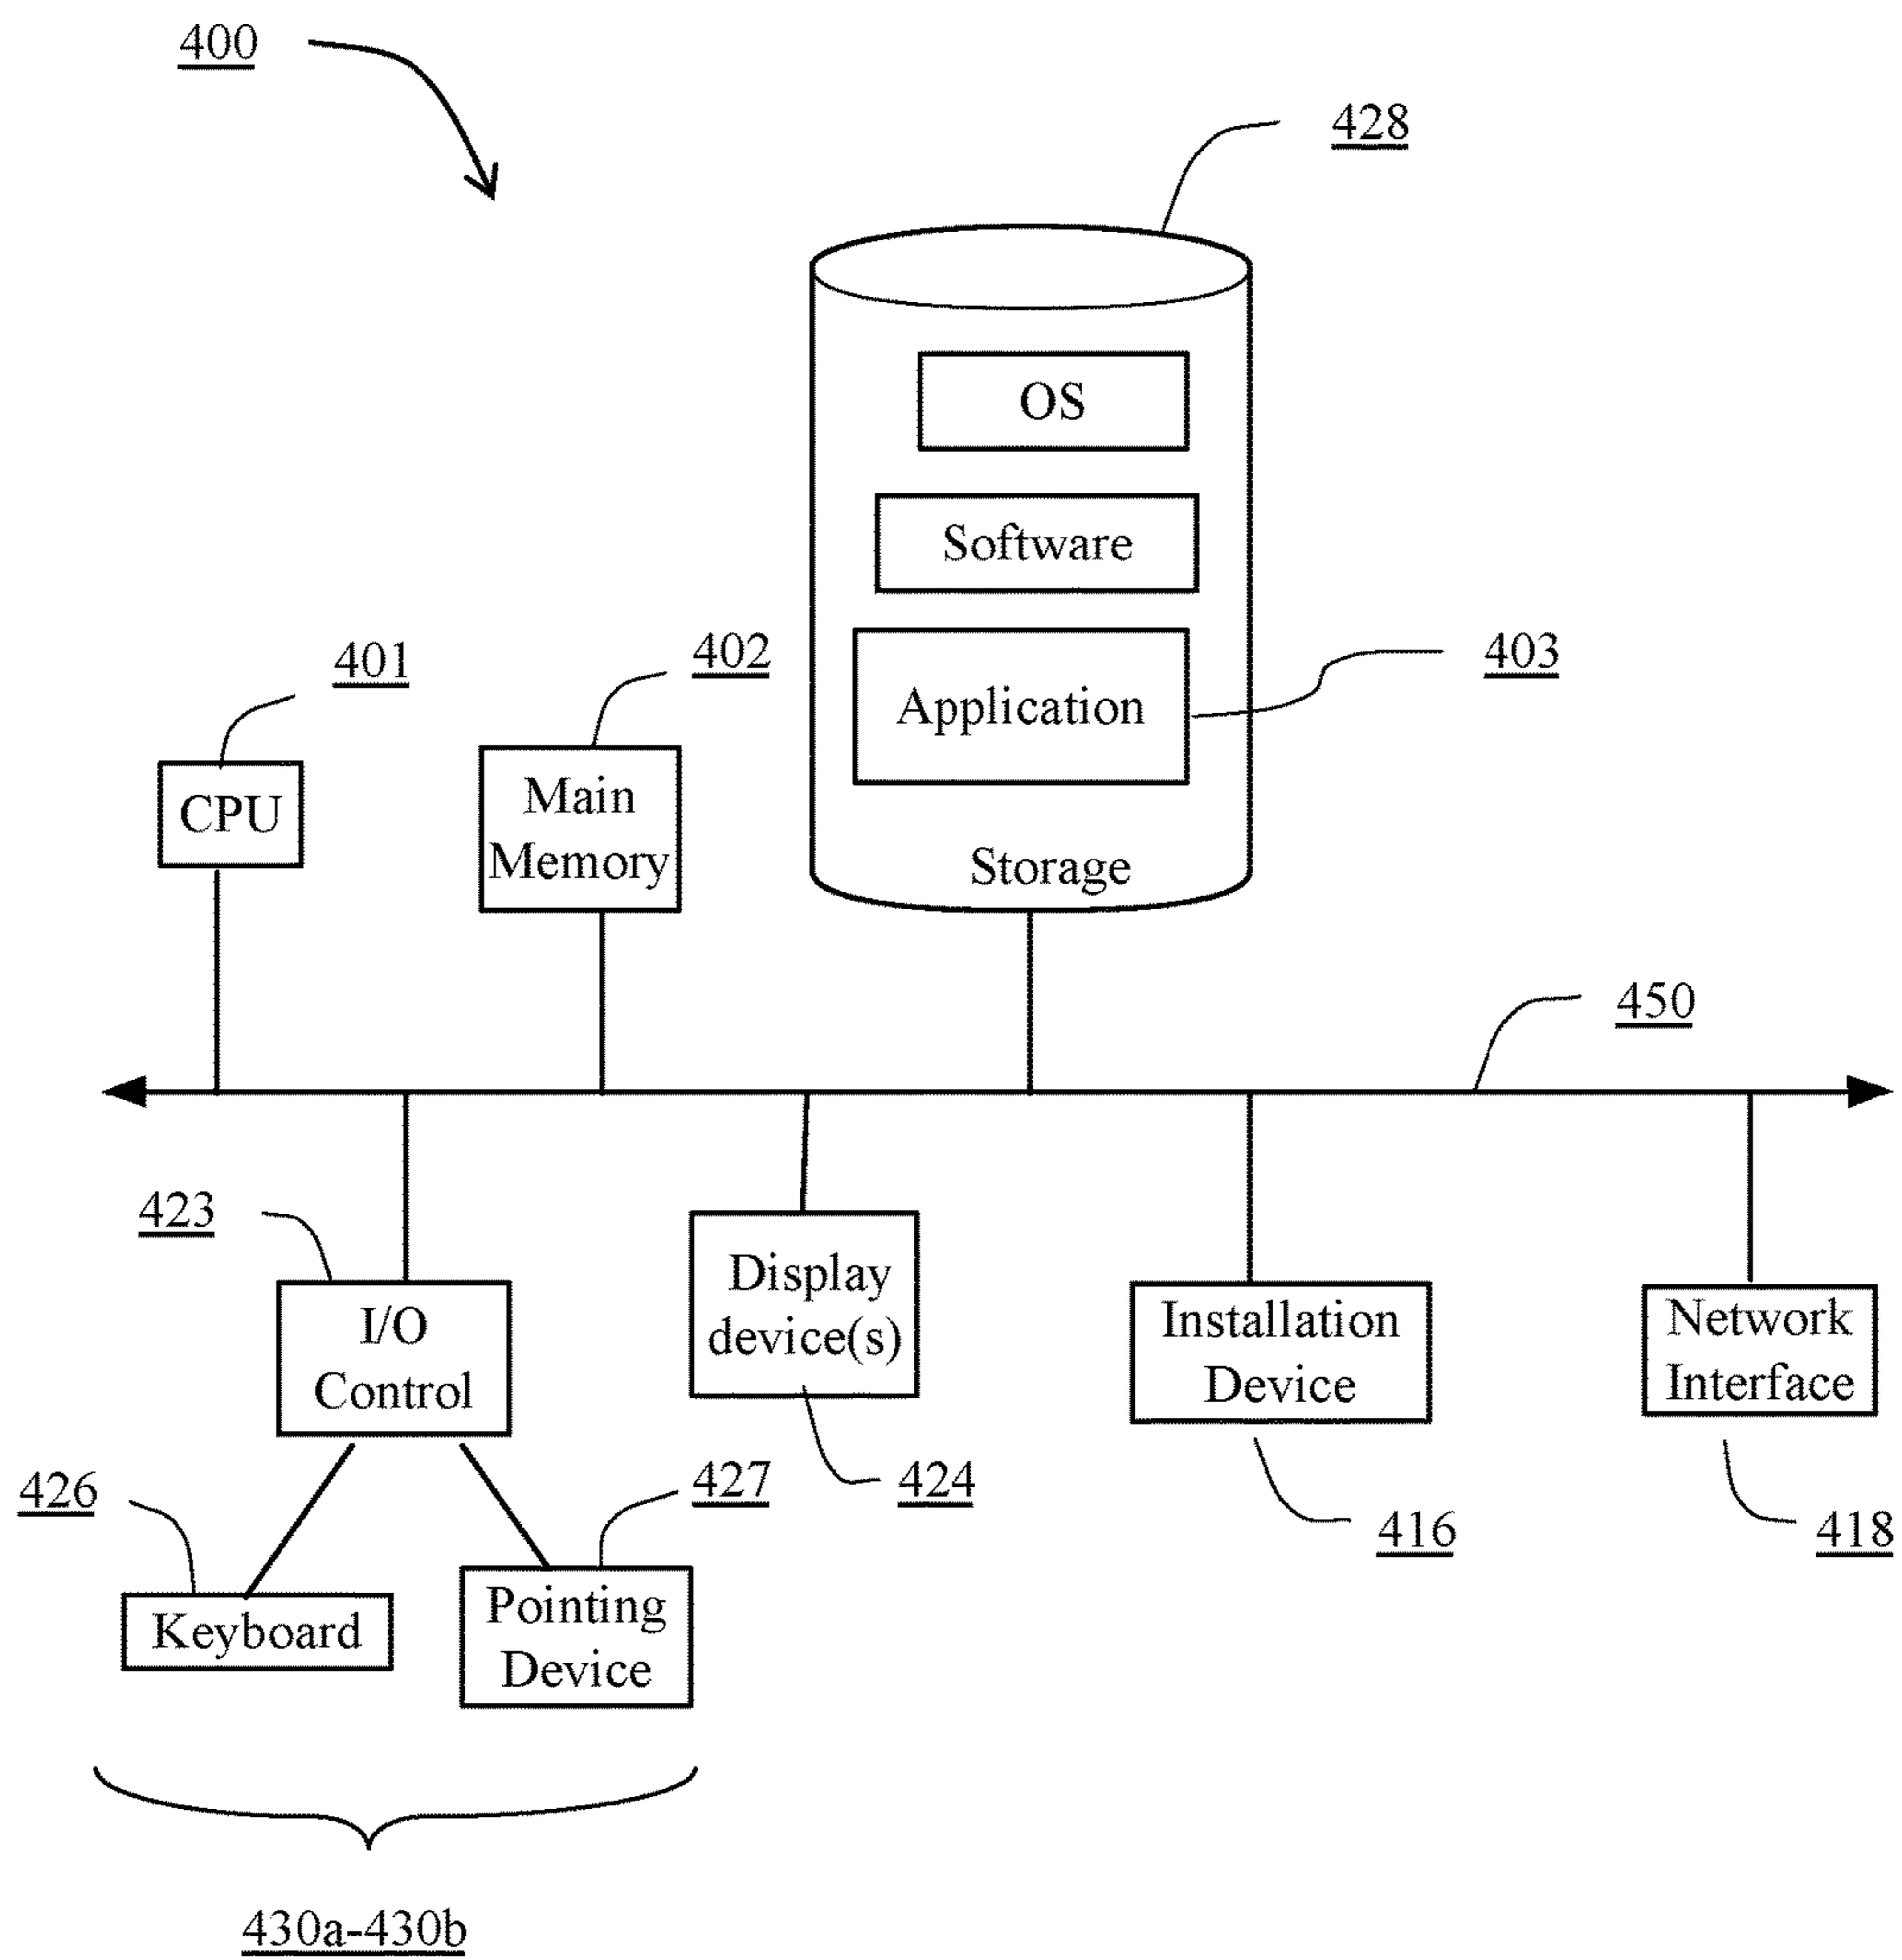 400
428
OS
Software
401
402
403
Application
CPU
Main
Memory
Storage
450
423
I/O
Control
Display
device(s)
Installation
Device
Network
Interface
426
427
424
416
418
Keyboard
Pointing
Device
430a-430b